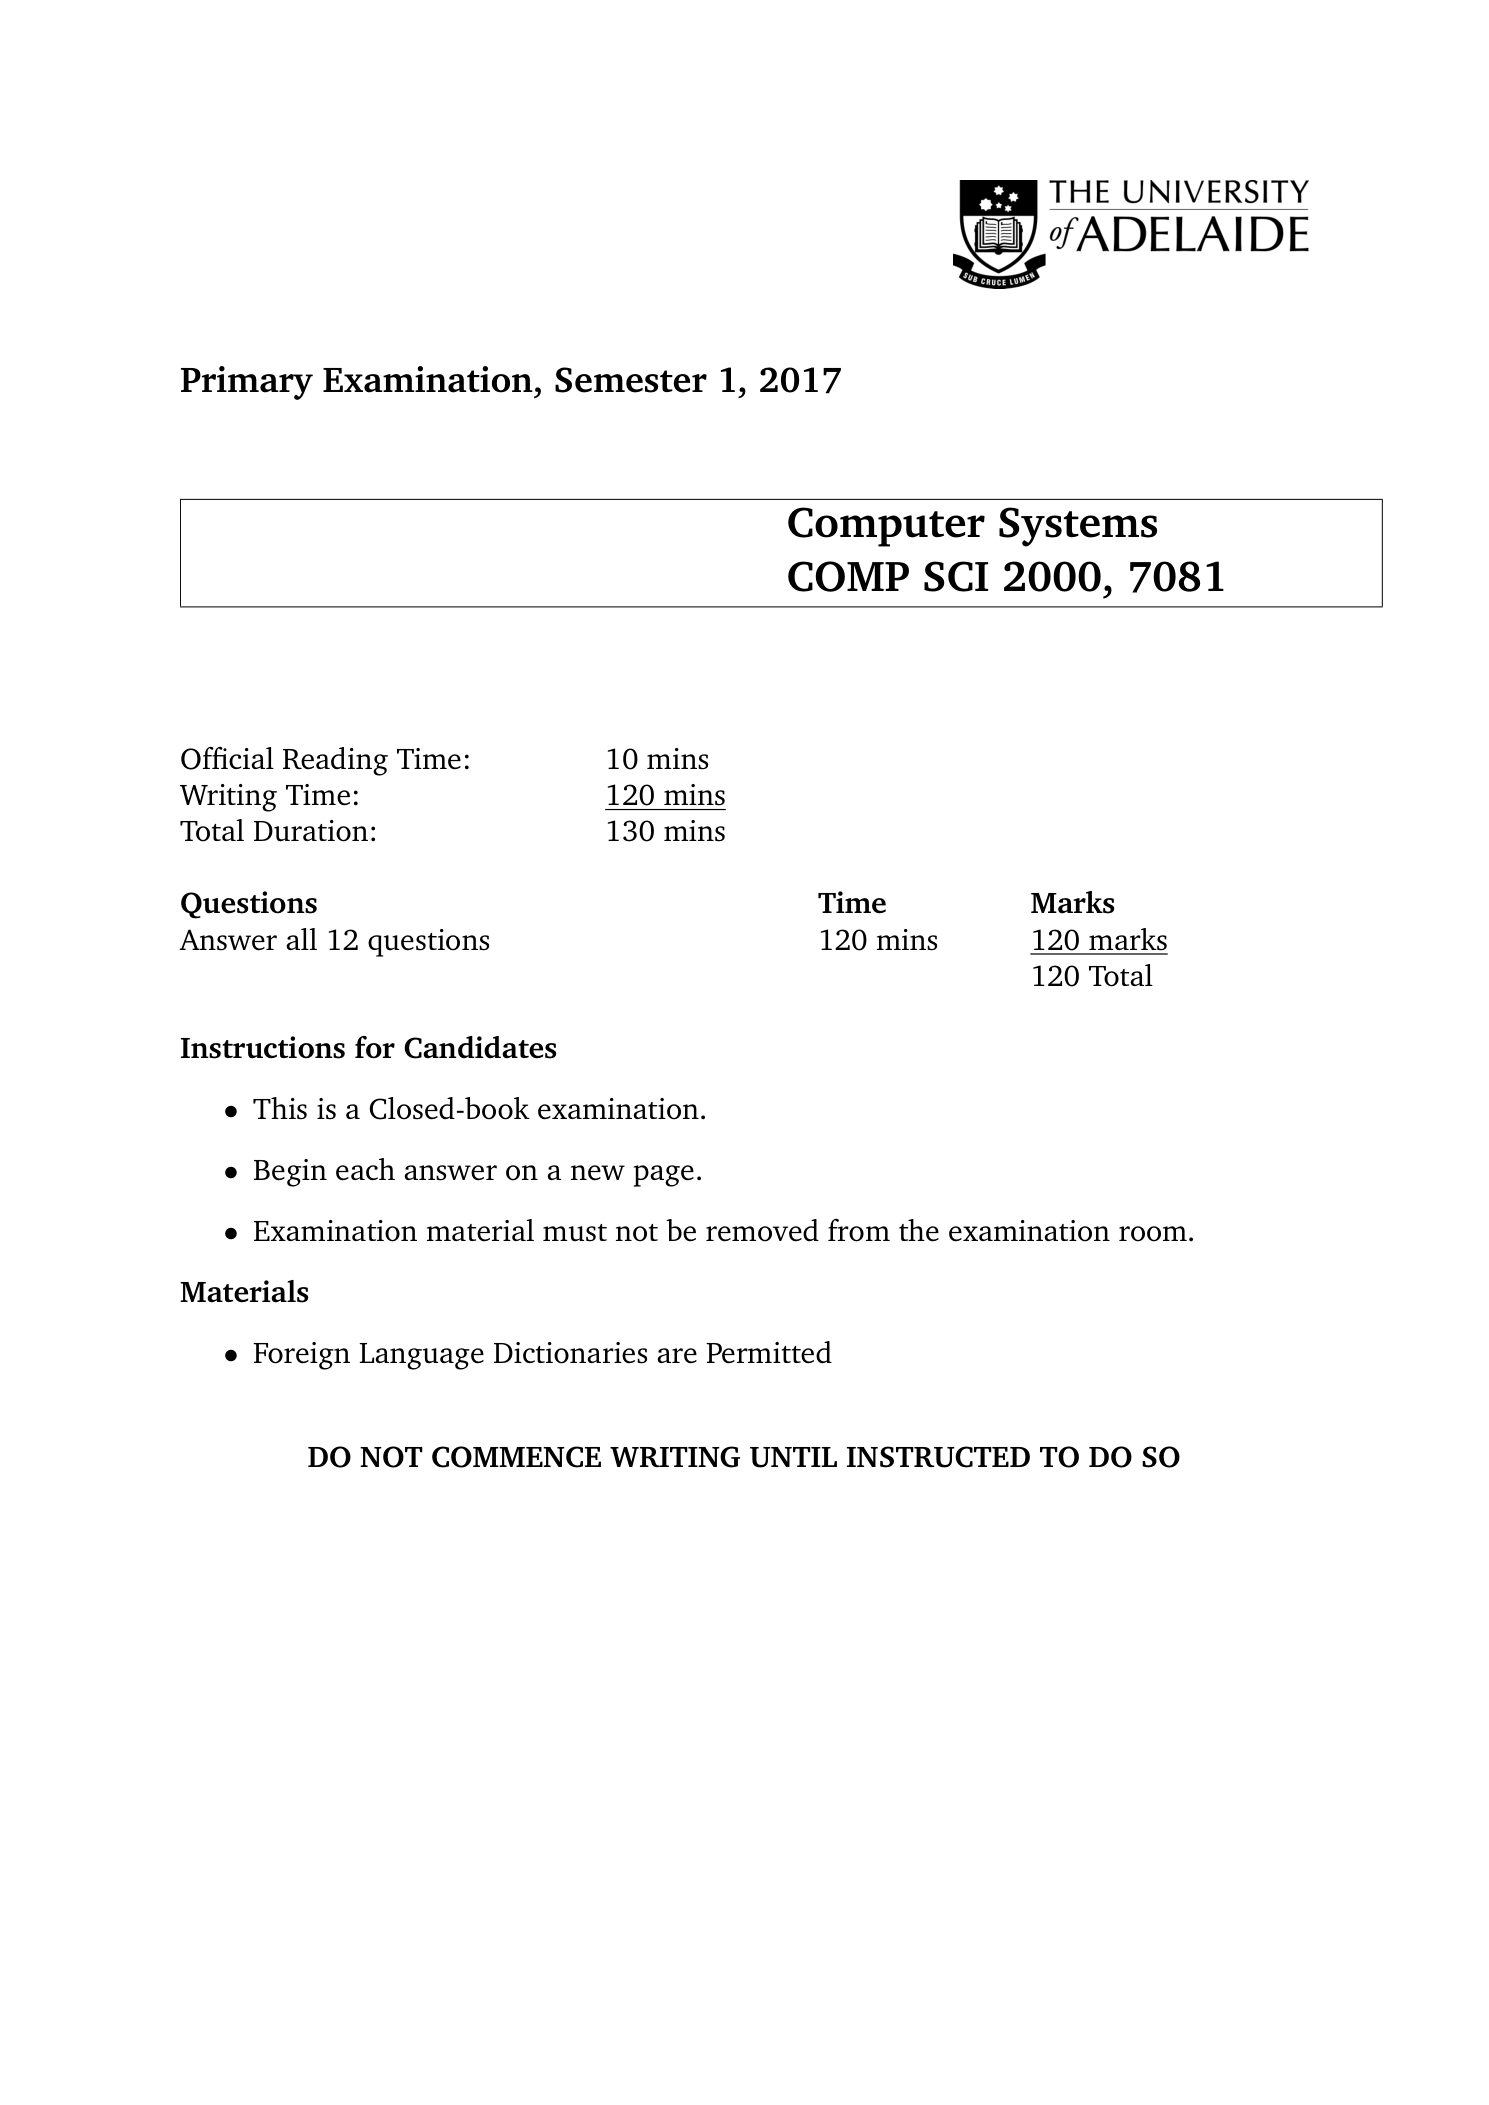 THE UNIVERSITY
of ADELAIDE
SUB CRUCE LUMEN
Primary Examination, Semester 1, 2017
Computer Systems
COMP SCI 2000, 7081
Official Reading Time: 10 mins
Writing Time: 120 mins
Total Duration: 130 mins
Questions Time Marks
Answer all 12 questions 120 mins 120 marks
120 Total
Instructions for Candidates
• This is a Closed-book examination.
• Begin each answer on a new page.
• Examination material must not be removed from the examination room.
Materials
• Foreign Language Dictionaries are Permitted
DO NOT COMMENCE WRITING UNTIL INSTRUCTED TO DO SO